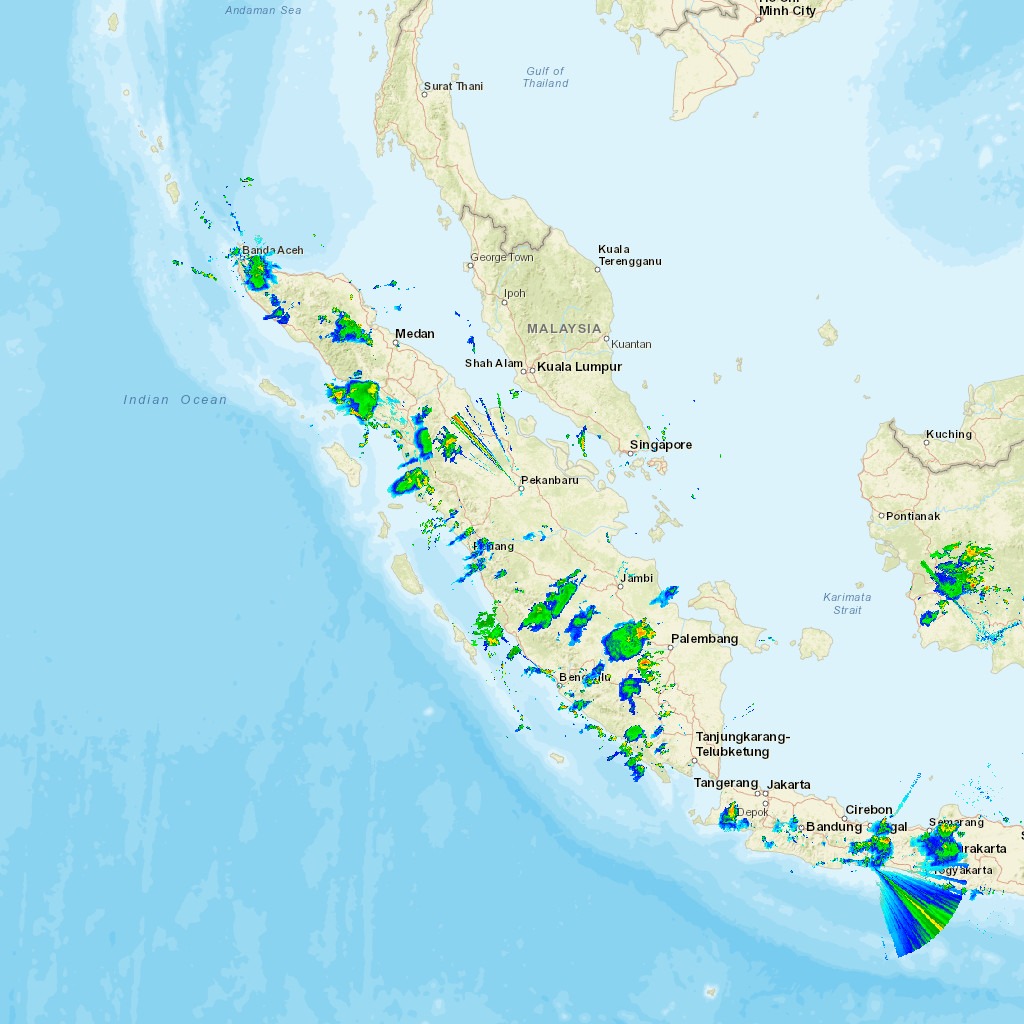 Andaman Sea
Minh City
Gulf of
Thailand
Surat Thani
Banda Aceh
George Town
Kuala
Terengganu
Ipoh
MALAYSIA
Medan
Kuantan
Shah Alam
Kuala Lumpur
Indian Ocean
Singapore
Kuching
Pekanbaru
Pontianak
Jambi
Karimata
Strait
Palembang
Tanjungkarang-
Telubketung
Tangerang
Jakarta
Depok
Cirebon
Bandung
Semarang
Yogyakarta